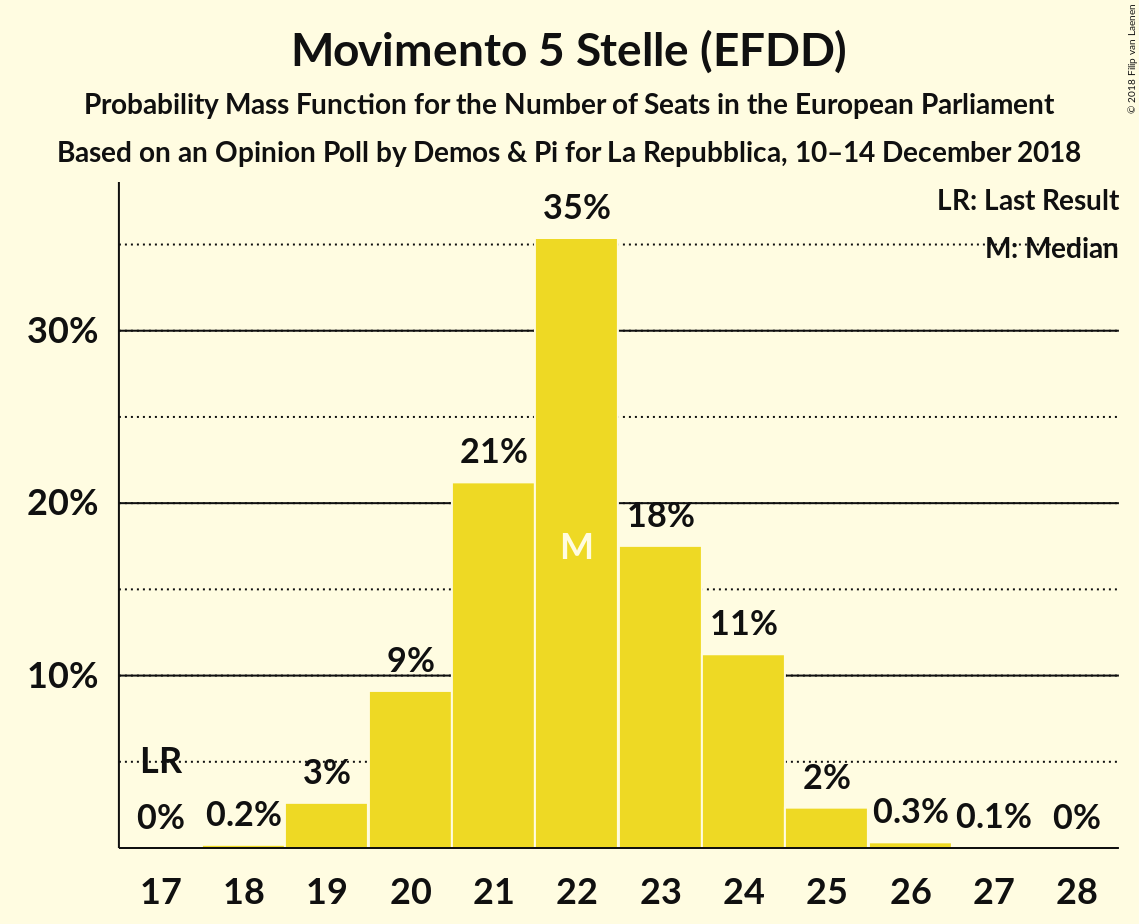 Movimento 5 Stelle (EFDD)
Probability Mass Function for the Number of Seats in the European Parliament
Based on an Opinion Poll by Demos & Pi for La Repubblica, 10–14 December 2018
© 2018 Filip van Laenen
LR: Last Result
M: Median
35%
30%
21%
20%
18%
M
11%
10%
9%
LR
3%
2%
0%
0.2%
0.3%
0.1%
0%
17 18 19 20 21 22 23 24 25 26 27 28